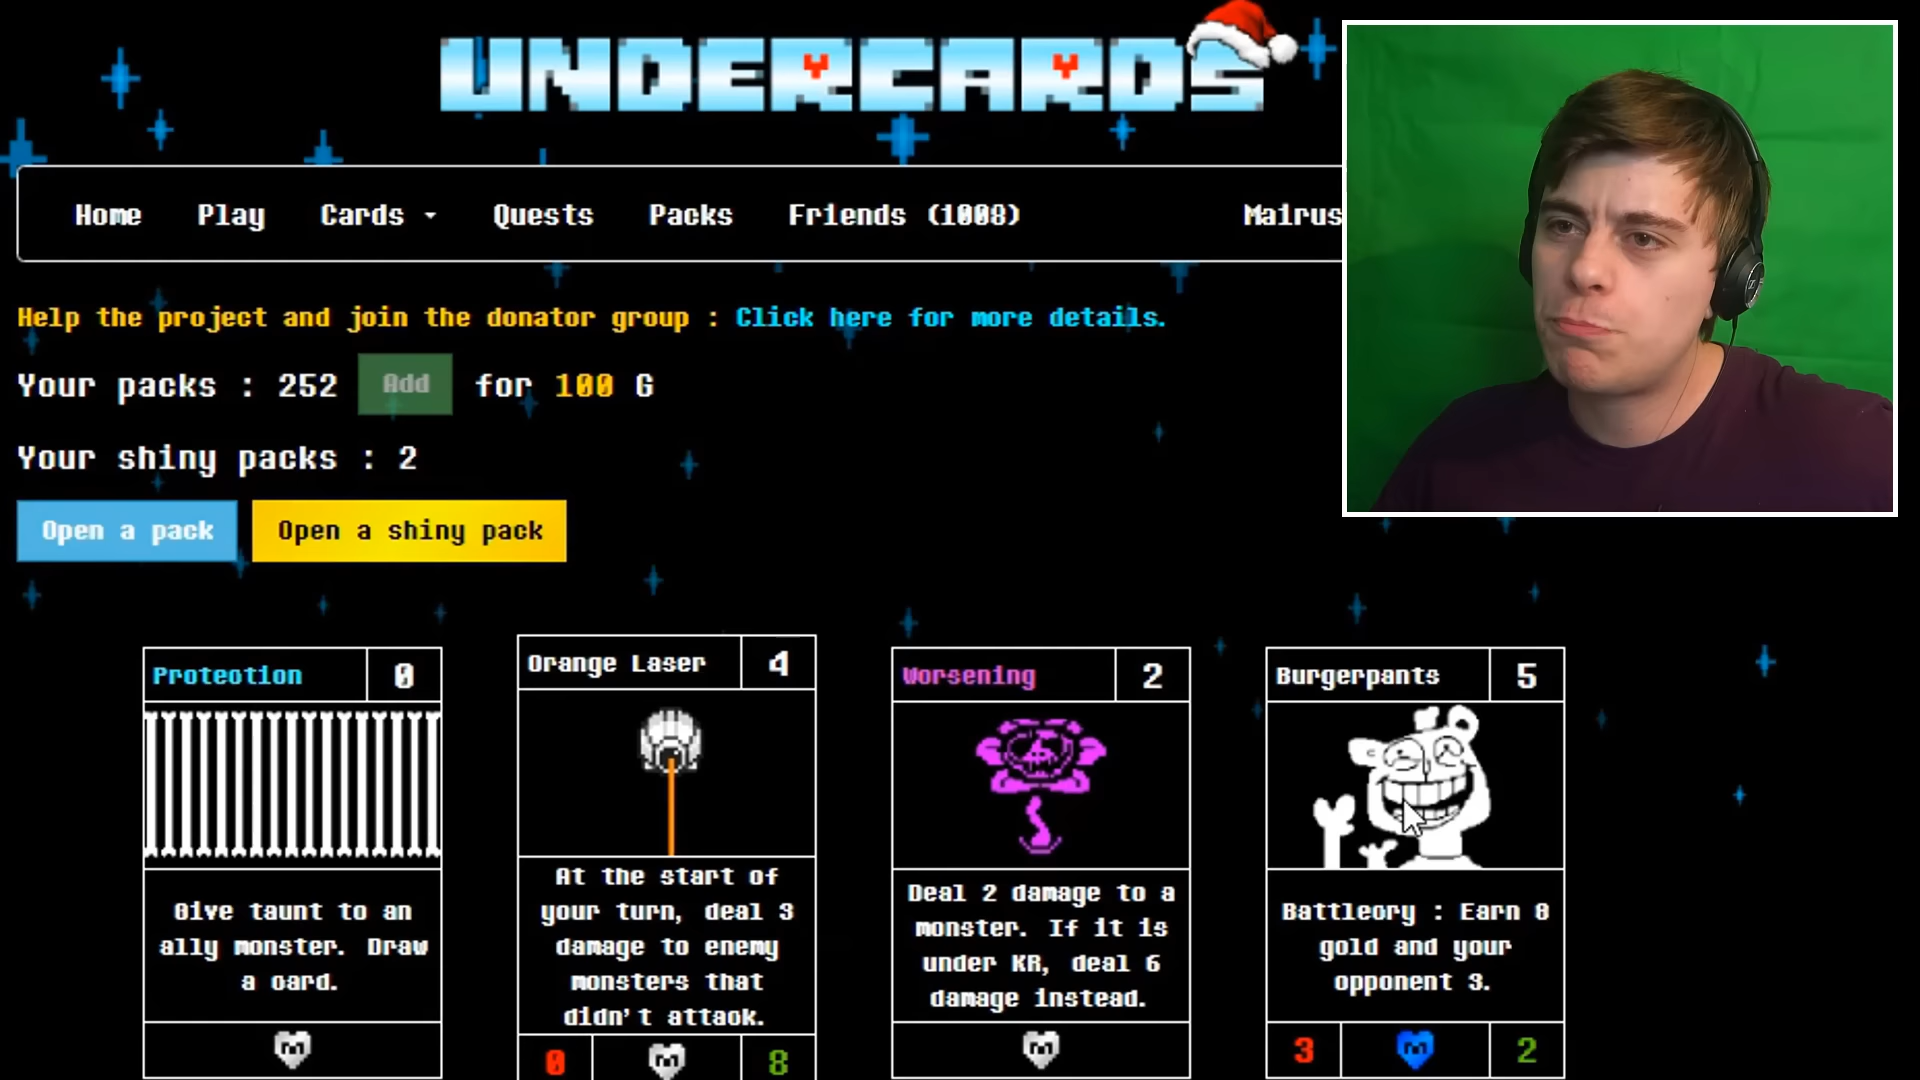 UNDERCARDS
Home Play Cards Quests Packs Friends (1008) Mairus
Help the project and join the donator group : Click here for more details.
Your packs : 252 Add for 100 G
Your shiny packs : 2
Open a pack Open a shiny pack
Protection 0
Give taunt to an
ally monster. Draw
a card.
Orange Laser 4
At the start of
your turn, deal 3
damage to enemy
monsters that
didn't attack.
0 8
Worsening 2
Deal 2 damage to a
monster. If it is
under KR, deal 6
damage instead.
Burgerpants 5
Battlecry : Earn 8
gold and your
opponent 3.
3 2